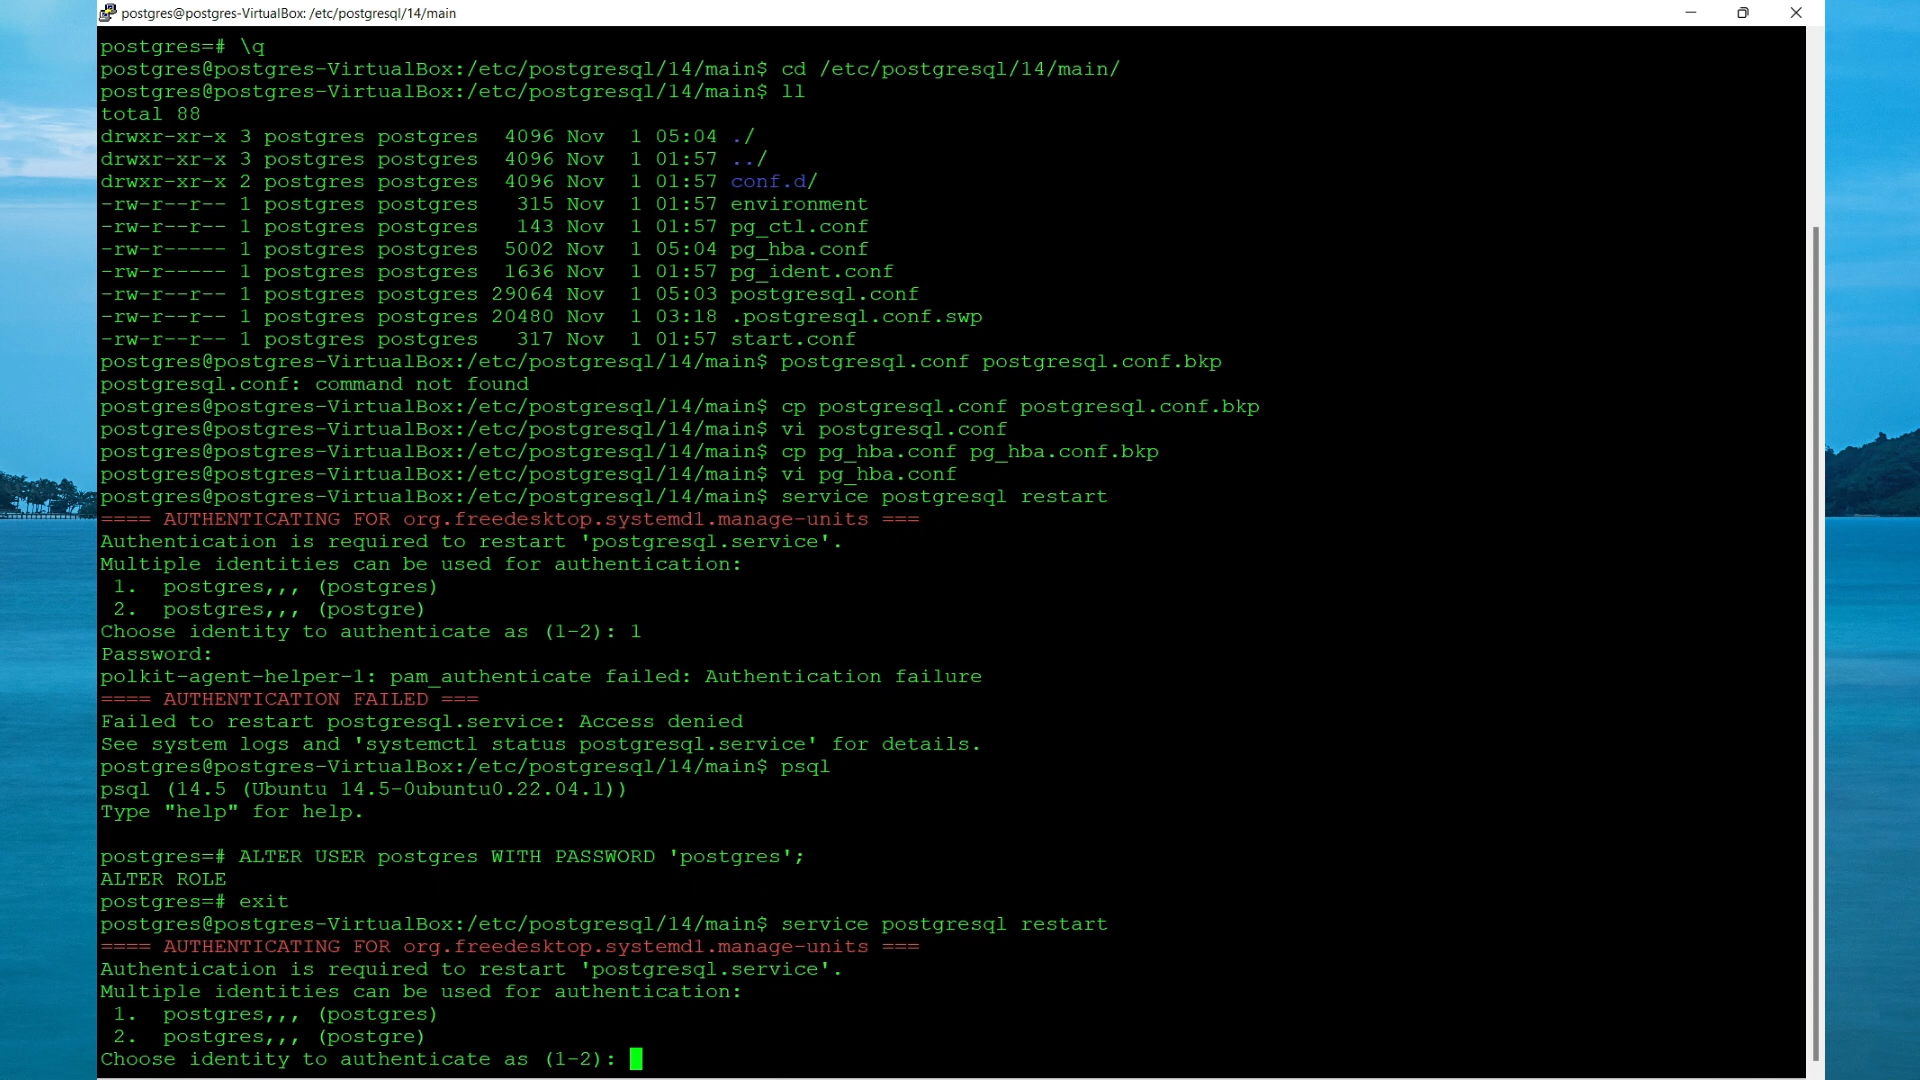 postgres@postgres-VirtualBox: /etc/postgresql/14/main
postgres=# \q
postgres@postgres-VirtualBox:/etc/postgresql/14/main$ cd /etc/postgresql/14/main/
postgres@postgres-VirtualBox:/etc/postgresql/14/main$ ll
total 88
drwxr-xr-x 3 postgres postgres  4096 Nov  1 05:04 ./
drwxr-xr-x 3 postgres postgres  4096 Nov  1 01:57 ../
drwxr-xr-x 2 postgres postgres  4096 Nov  1 01:57 conf.d/
-rw-r--r-- 1 postgres postgres   315 Nov  1 01:57 environment
-rw-r--r-- 1 postgres postgres   143 Nov  1 01:57 pg_ctl.conf
-rw-r----- 1 postgres postgres  5002 Nov  1 05:04 pg_hba.conf
-rw-r----- 1 postgres postgres  1636 Nov  1 01:57 pg_ident.conf
-rw-r--r-- 1 postgres postgres 29064 Nov  1 05:03 postgresql.conf
-rw-r--r-- 1 postgres postgres 20480 Nov  1 03:18 .postgresql.conf.swp
-rw-r--r-- 1 postgres postgres   317 Nov  1 01:57 start.conf
postgres@postgres-VirtualBox:/etc/postgresql/14/main$ postgresql.conf postgresql.conf.bkp
postgresql.conf: command not found
postgres@postgres-VirtualBox:/etc/postgresql/14/main$ cp postgresql.conf postgresql.conf.bkp
postgres@postgres-VirtualBox:/etc/postgresql/14/main$ vi postgresql.conf
postgres@postgres-VirtualBox:/etc/postgresql/14/main$ cp pg_hba.conf pg_hba.conf.bkp
postgres@postgres-VirtualBox:/etc/postgresql/14/main$ vi pg_hba.conf
postgres@postgres-VirtualBox:/etc/postgresql/14/main$ service postgresql restart
==== AUTHENTICATING FOR org.freedesktop.systemd1.manage-units ===
Authentication is required to restart 'postgresql.service'.
Multiple identities can be used for authentication:
 1.  postgres,,, (postgres)
 2.  postgres,,, (postgre)
Choose identity to authenticate as (1-2): 1
Password:
polkit-agent-helper-1: pam_authenticate failed: Authentication failure
==== AUTHENTICATION FAILED ===
Failed to restart postgresql.service: Access denied
See system logs and 'systemctl status postgresql.service' for details.
postgres@postgres-VirtualBox:/etc/postgresql/14/main$ psql
psql (14.5 (Ubuntu 14.5-0ubuntu0.22.04.1))
Type "help" for help.
postgres=# ALTER USER postgres WITH PASSWORD 'postgres';
ALTER ROLE
postgres=# exit
postgres@postgres-VirtualBox:/etc/postgresql/14/main$ service postgresql restart
==== AUTHENTICATING FOR org.freedesktop.systemd1.manage-units ===
Authentication is required to restart 'postgresql.service'.
Multiple identities can be used for authentication:
 1.  postgres,,, (postgres)
 2.  postgres,,, (postgre)
Choose identity to authenticate as (1-2):